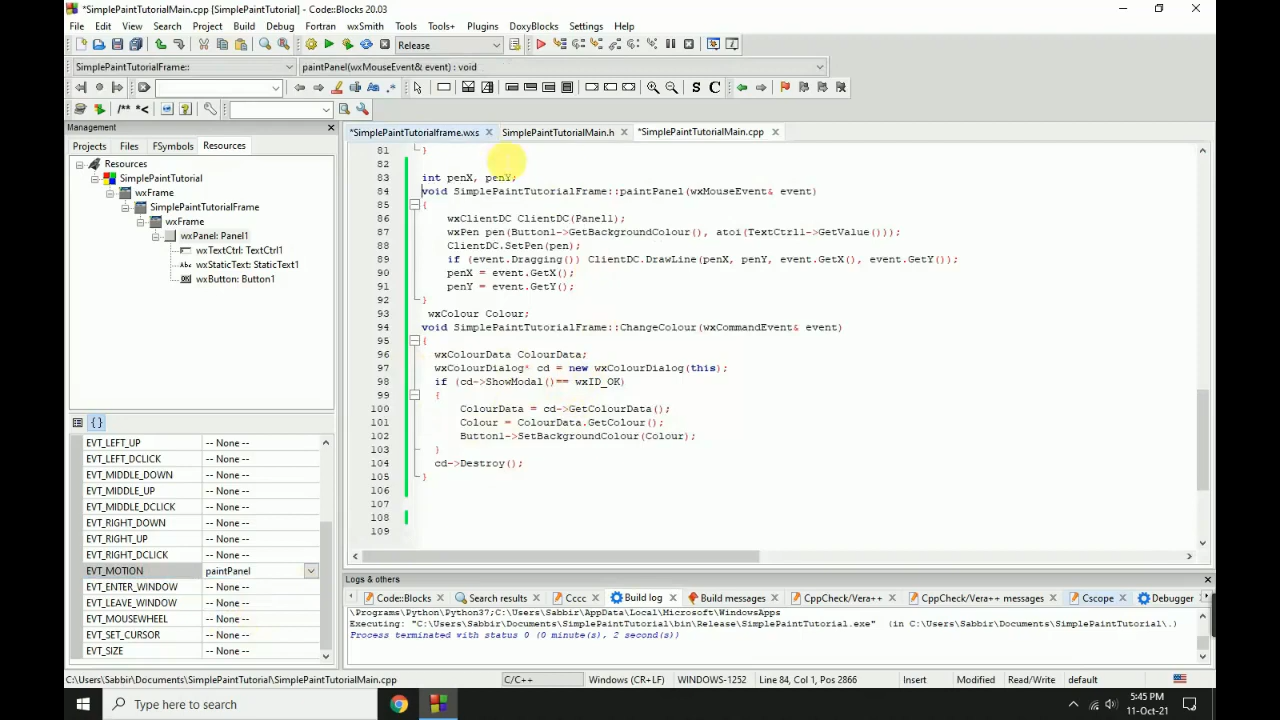 *SimplePaintTutorialMain.cpp [SimplePaintTutorial] - Code::Blocks 20.03
File Edit View Search Project Build Debug Fortran wxSmith Tools Tools+ Plugins DoxyBlocks Settings Help
Release
SimplePaintTutorialFrame::
paintPanel(wxMouseEvent& event) : void
S C
/** *<
Management
Projects Files FSymbols Resources
Resources
SimplePaintTutorial
wxFrame
SimplePaintTutorialFrame
wxFrame
wxPanel: Panel1
wxTextCtrl: TextCtrl1
wxStaticText: StaticText1
wxButton: Button1
{}
EVT_LEFT_UP -- None --
EVT_LEFT_DCLICK -- None --
EVT_MIDDLE_DOWN -- None --
EVT_MIDDLE_UP -- None --
EVT_MIDDLE_DCLICK -- None --
EVT_RIGHT_DOWN -- None --
EVT_RIGHT_UP -- None --
EVT_RIGHT_DCLICK -- None --
EVT_MOTION paintPanel
EVT_ENTER_WINDOW -- None --
EVT_LEAVE_WINDOW -- None --
EVT_MOUSEWHEEL -- None --
EVT_SET_CURSOR -- None --
EVT_SIZE -- None --
*SimplePaintTutorialframe.wxs SimplePaintTutorialMain.h *SimplePaintTutorialMain.cpp
81 }
82
83 int penX, penY;
84 void SimplePaintTutorialFrame::paintPanel(wxMouseEvent& event)
85 {
86 wxClientDC ClientDC(Panel1);
87 wxPen pen(Button1->GetBackgroundColour(), atoi(TextCtrl1->GetValue()));
88 ClientDC.SetPen(pen);
89 if (event.Dragging()) ClientDC.DrawLine(penX, penY, event.GetX(), event.GetY());
90 penX = event.GetX();
91 penY = event.GetY();
92 }
93 wxColour Colour;
94 void SimplePaintTutorialFrame::ChangeColour(wxCommandEvent& event)
95 {
96 wxColourData ColourData;
97 wxColourDialog* cd = new wxColourDialog(this);
98 if (cd->ShowModal()== wxID_OK)
99 {
100 ColourData = cd->GetColourData();
101 Colour = ColourData.GetColour();
102 Button1->SetBackgroundColour(Colour);
103 }
104 cd->Destroy();
105 }
106
107
108
109
Logs & others
Code::Blocks Search results Cccc Build log Build messages CppCheck/Vera++ CppCheck/Vera++ messages Cscope Debugger
\Programs\Python\Python37;C:\Users\Sabbir\AppData\Local\Microsoft\WindowsApps
Executing: "C:\Users\Sabbir\Documents\SimplePaintTutorial\bin\Release\SimplePaintTutorial.exe" (in C:\Users\Sabbir\Documents\SimplePaintTutorial\.)
Process terminated with status 0 (0 minute(s), 2 second(s))
C:\Users\Sabbir\Documents\SimplePaintTutorial\SimplePaintTutorialMain.cpp C/C++ Windows (CR+LF) WINDOWS-1252 Line 84, Col 1, Pos 2866 Insert Modified Read/Write default
Type here to search
5:45 PM
11-Oct-21